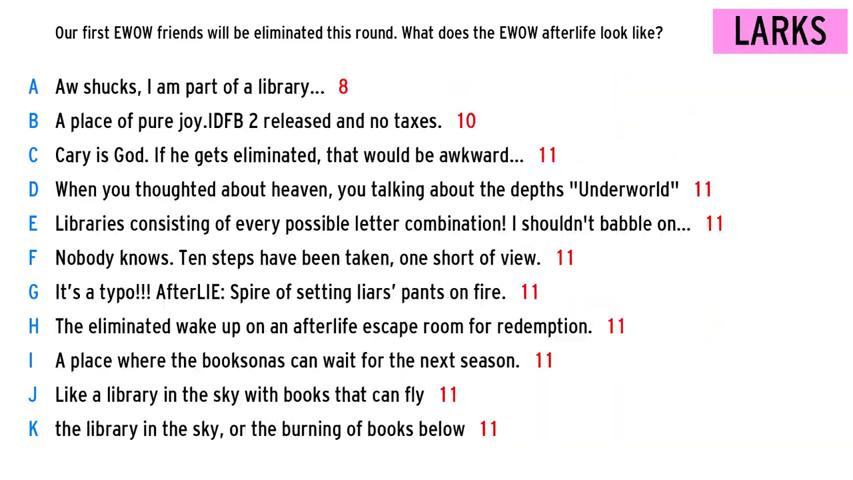 Our first EWOW friends will be eliminated this round. What does the EWOW afterlife look like?
LARKS
A Aw shucks, I am part of a library... 8
B A place of pure joy.IDFB 2 released and no taxes. 10
C Cary is God. If he gets eliminated, that would be awkward... 11
D When you thoughted about heaven, you talking about the depths "Underworld" 11
E Libraries consisting of every possible letter combination! I shouldn't babble on... 11
F Nobody knows. Ten steps have been taken, one short of view. 11
G It's a typo!!! AfterLIE: Spire of setting liars' pants on fire. 11
H The eliminated wake up on an afterlife escape room for redemption. 11
I A place where the booksonas can wait for the next season. 11
J Like a library in the sky with books that can fly 11
K the library in the sky, or the burning of books below 11